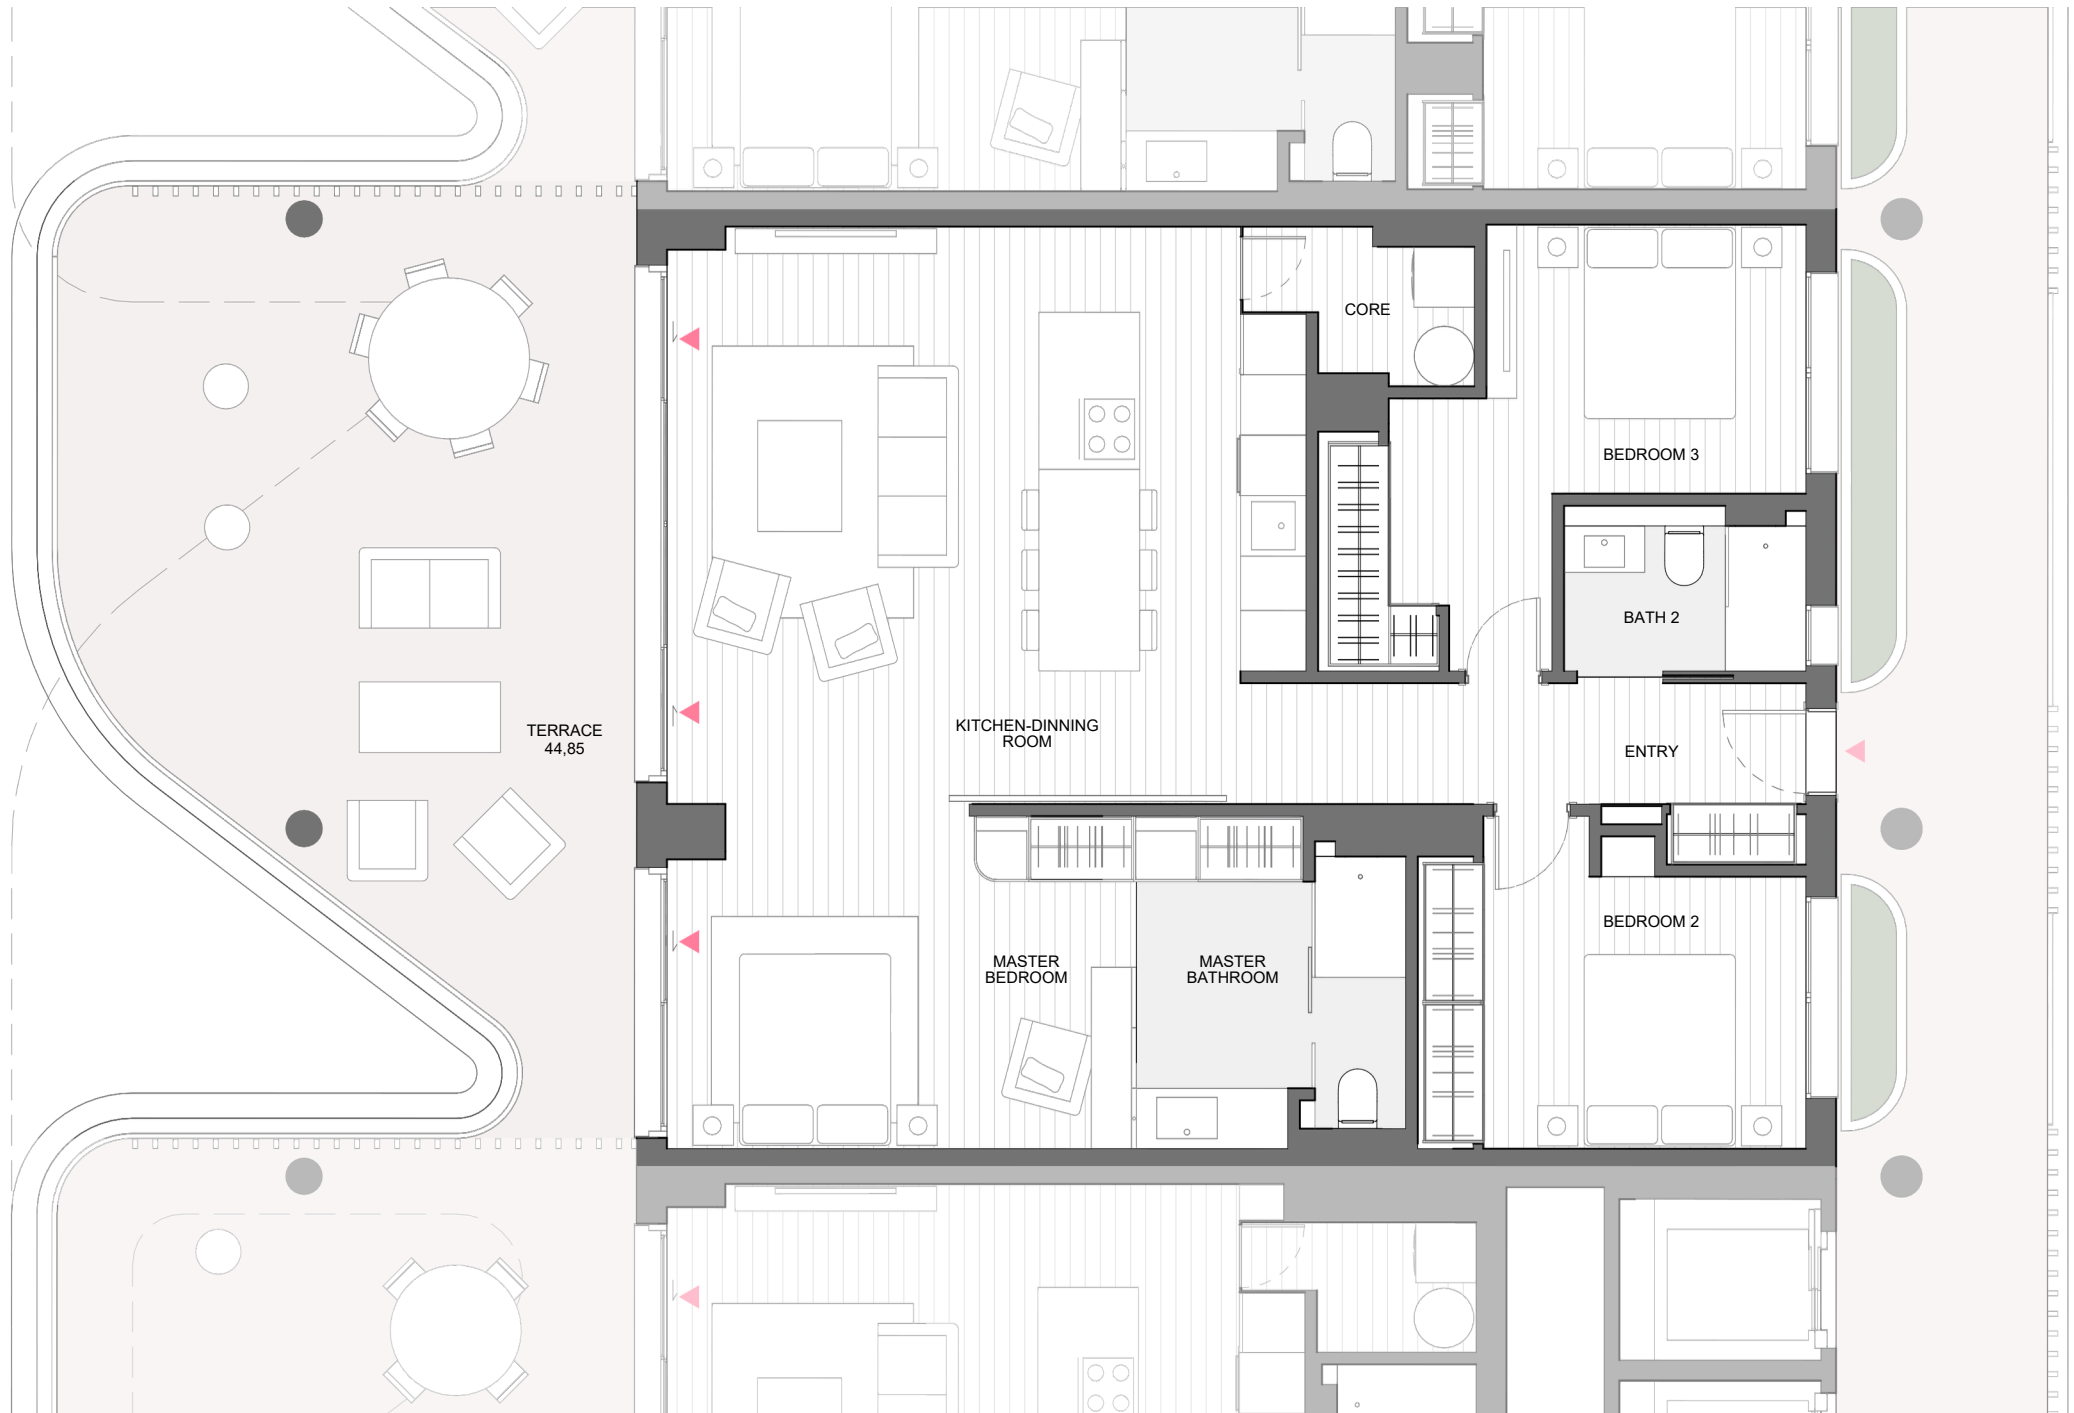 CORE
BEDROOM 3
BATH 2
TERRACE
44,85
KITCHEN-DINNING
ROOM
ENTRY
BEDROOM 2
MASTER
BEDROOM
MASTER
BATHROOM